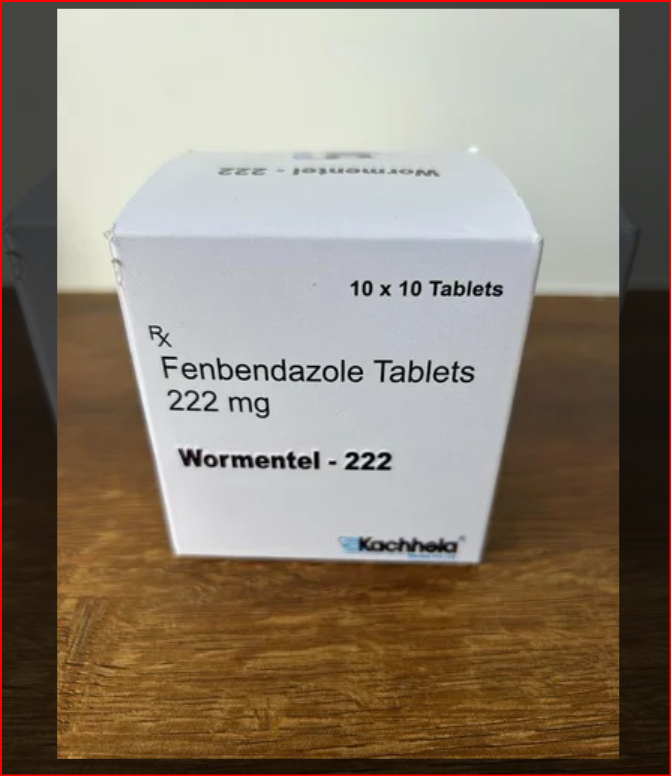 Wormentel - 222
10 x 10 Tablets
Rx
Fenbendazole Tablets
222 mg
Wormentel - 222
Kachhela